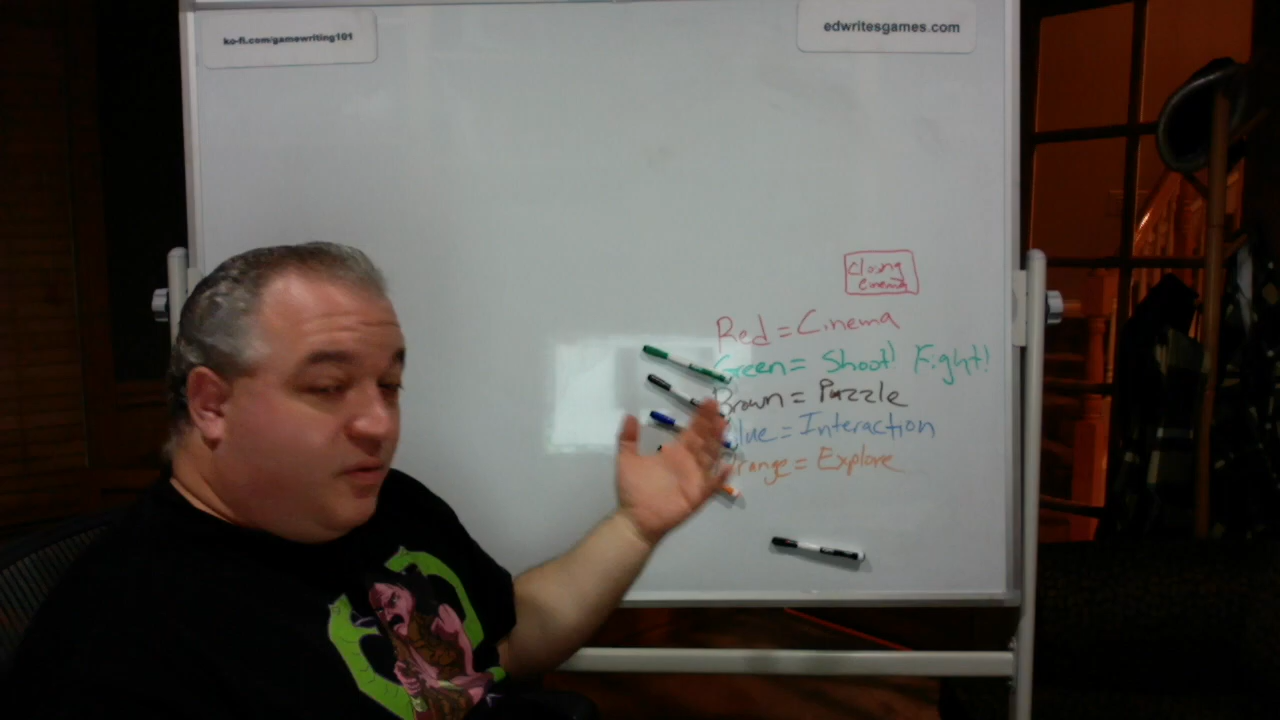 ko-fi.com/gamewriting101
edwritesgames.com
Closing
Cinema
Red = Cinema
Green = Shoot! Fight!
Brown = Puzzle
Blue = Interaction
Orange = Explore